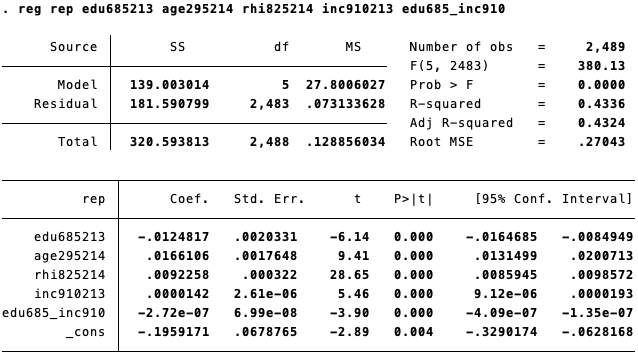 . reg rep edu685213 age295214 rhi825214 inc910213 edu685_inc910
Source | SS df MS Number of obs = 2,489
F(5, 2483) = 380.13
Model | 139.003014 5 27.8006027 Prob > F = 0.0000
Residual | 181.590799 2,483 .073133628 R-squared = 0.4336
Adj R-squared = 0.4324
Total | 320.593813 2,488 .128856034 Root MSE = .27043
rep | Coef. Std. Err. t P>|t| [95% Conf. Interval]
edu685213 | -.0124817 .0020331 -6.14 0.000 -.0164685 -.0084949
age295214 | .0166106 .0017648 9.41 0.000 .0131499 .0200713
rhi825214 | .0092258 .000322 28.65 0.000 .0085945 .0098572
inc910213 | .0000142 2.61e-06 5.46 0.000 9.12e-06 .0000193
edu685_inc910 | -2.72e-07 6.99e-08 -3.90 0.000 -4.09e-07 -1.35e-07
_cons | -.1959171 .0678765 -2.89 0.004 -.3290174 -.0628168